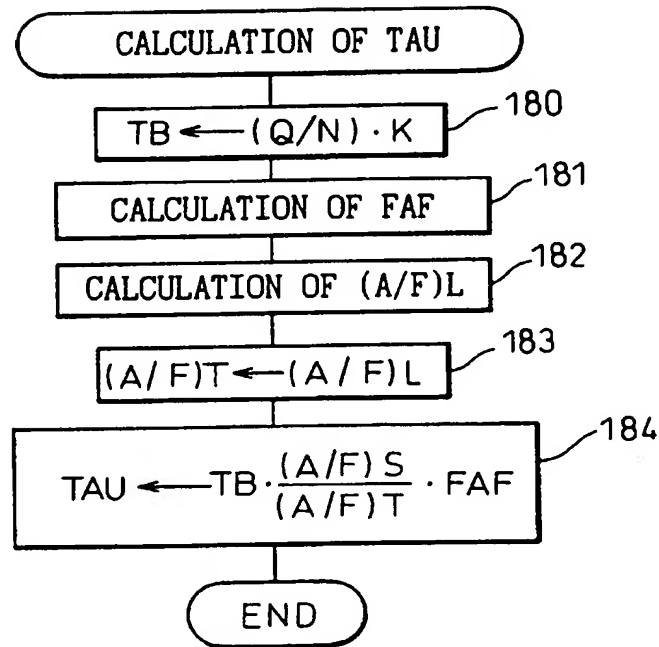 CALCULATION OF TAU
180
TB ← (Q/N) · K
181
CALCULATION OF FAF
182
CALCULATION OF (A/F)L
183
(A/F)T ← (A/F)L
184
TAU ← TB · (A/F)S / (A/F)T · FAF
END